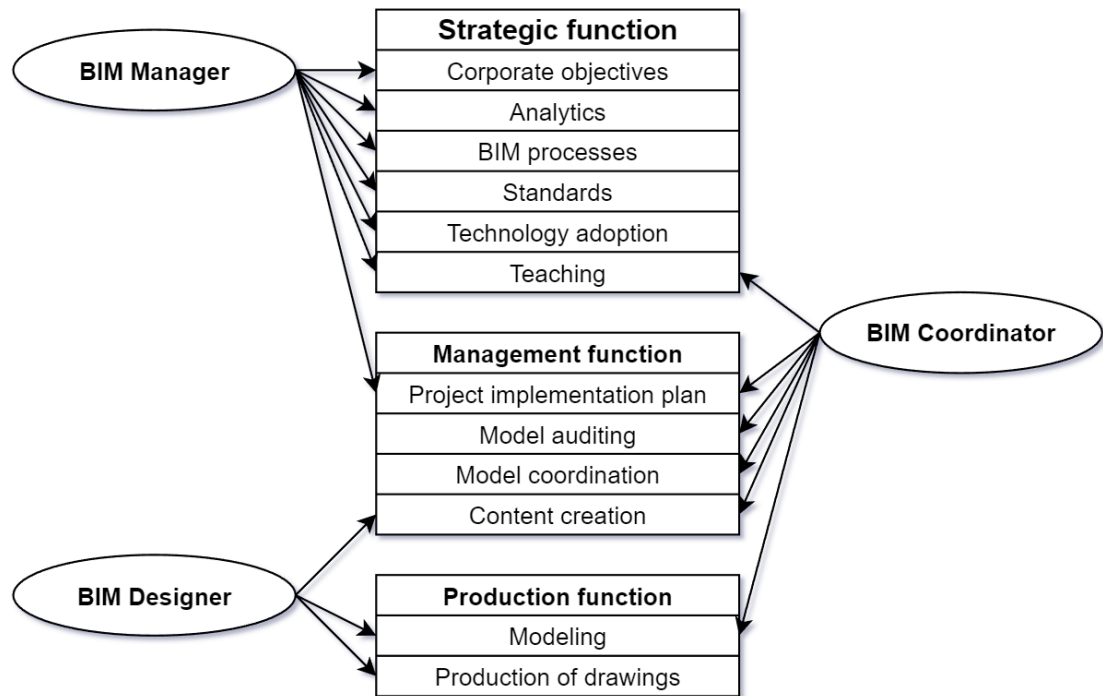 BIM Manager
Strategic function
Corporate objectives
Analytics
BIM processes
Standards
Technology adoption
Teaching
BIM Coordinator
Management function
Project implementation plan
Model auditing
Model coordination
Content creation
BIM Designer
Production function
Modeling
Production of drawings